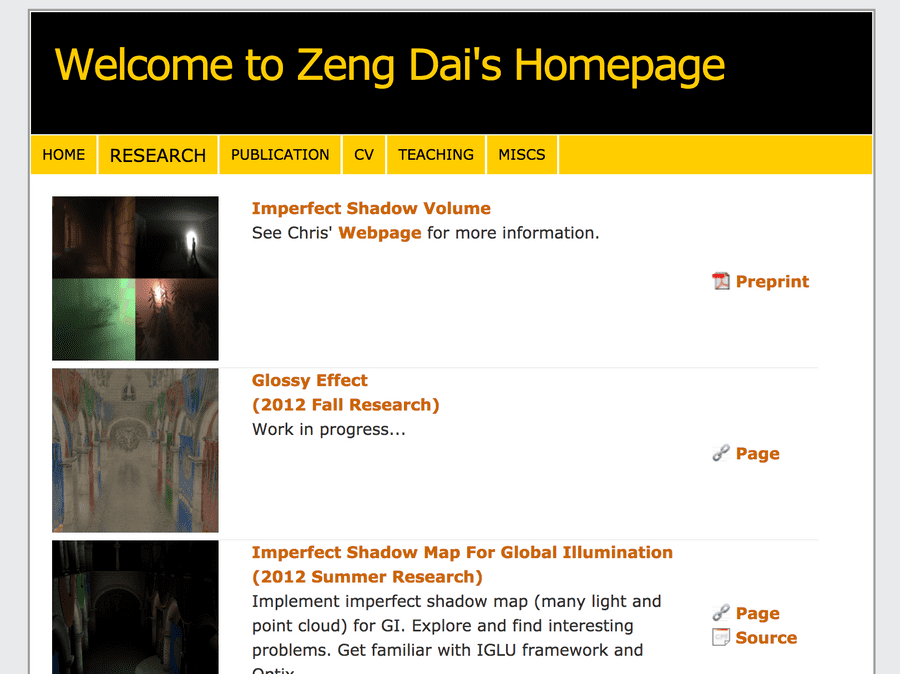 Welcome to Zeng Dai's Homepage
HOME RESEARCH PUBLICATION CV TEACHING MISCS
Imperfect Shadow Volume
See Chris' Webpage for more information.
Preprint
Glossy Effect
(2012 Fall Research)
Work in progress...
Page
Imperfect Shadow Map For Global Illumination
(2012 Summer Research)
Implement imperfect shadow map (many light and
point cloud) for GI. Explore and find interesting
problems. Get familiar with IGLU framework and
Optix
Page
Source